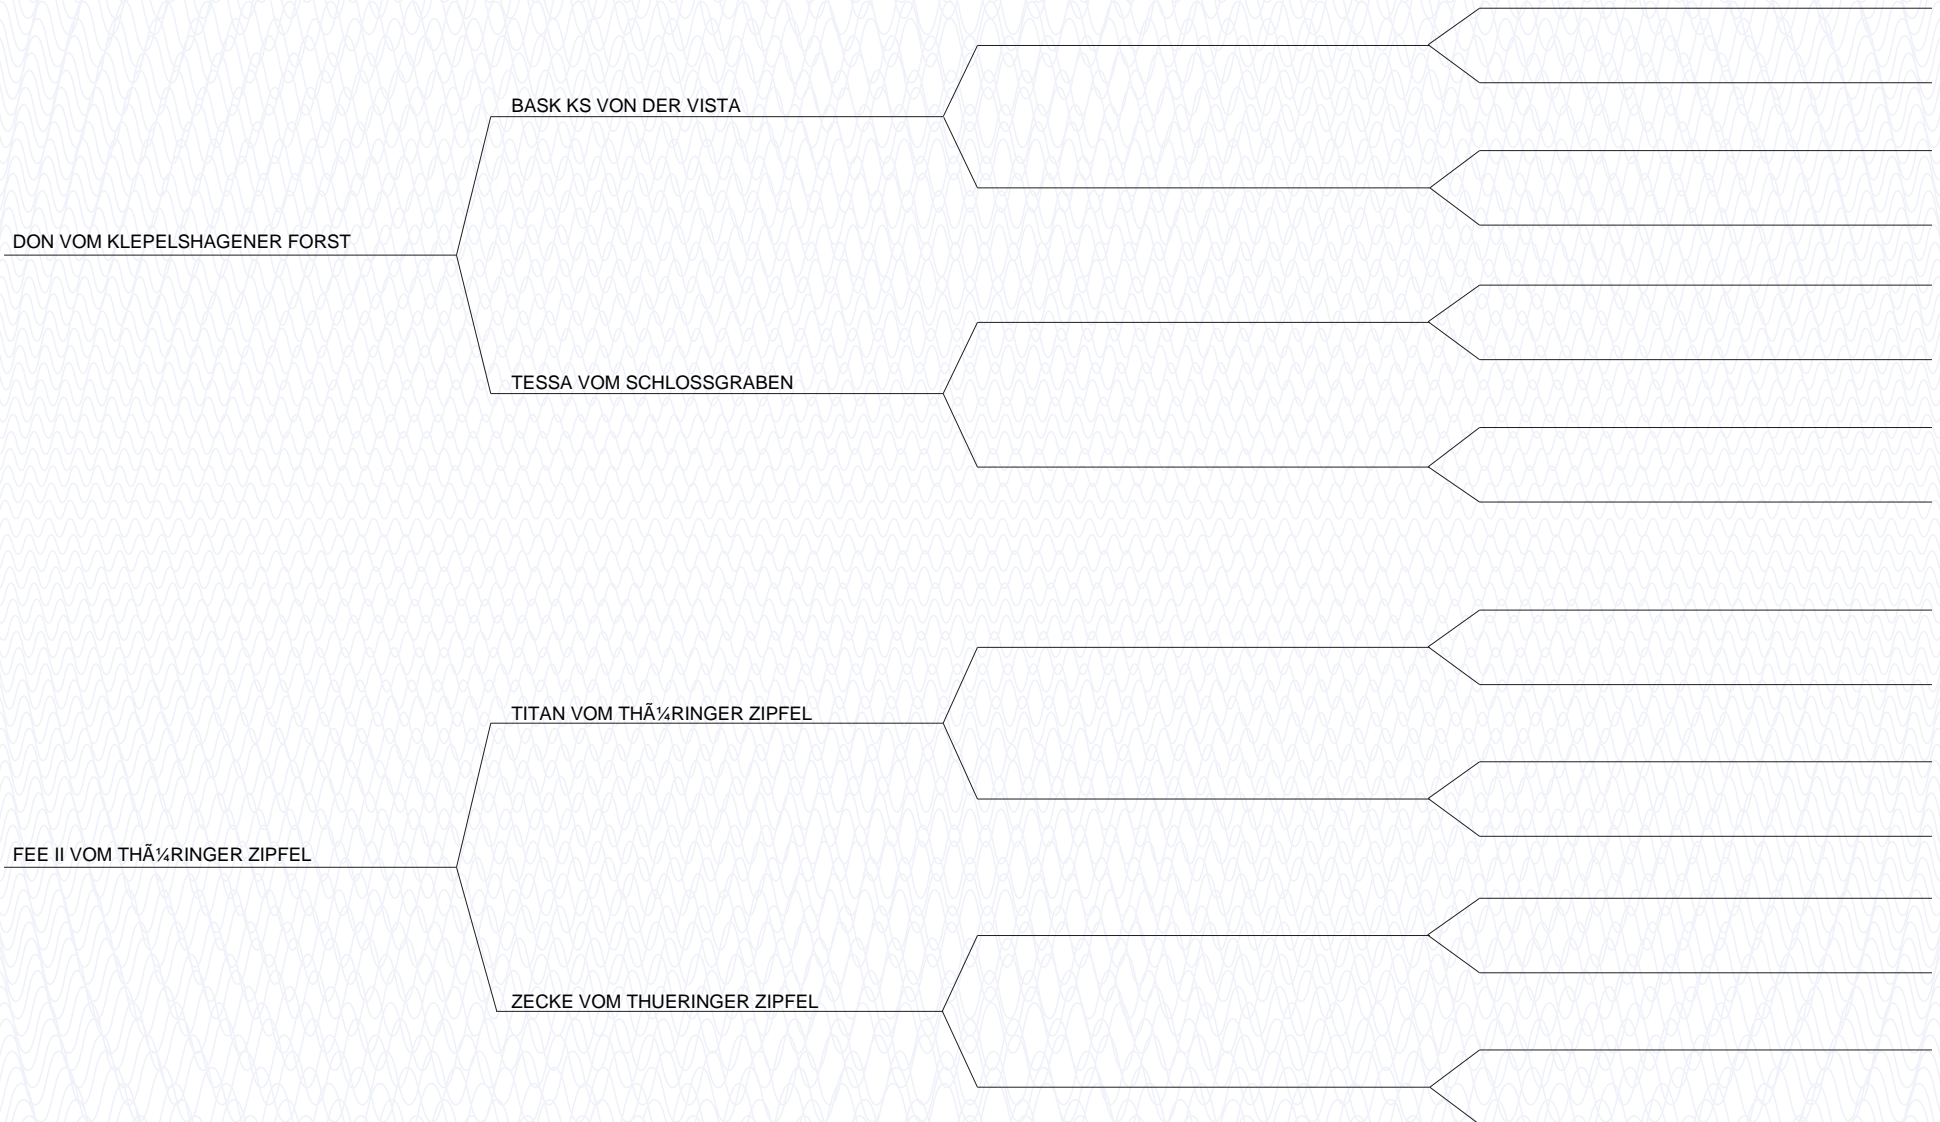 BASK KS VON DER VISTA
DON VOM KLEPELSHAGENER FORST
TESSA VOM SCHLOSSGRABEN
TITAN VOM THÃ¼RINGER ZIPFEL
FEE II VOM THÃ¼RINGER ZIPFEL
ZECKE VOM THUERINGER ZIPFEL